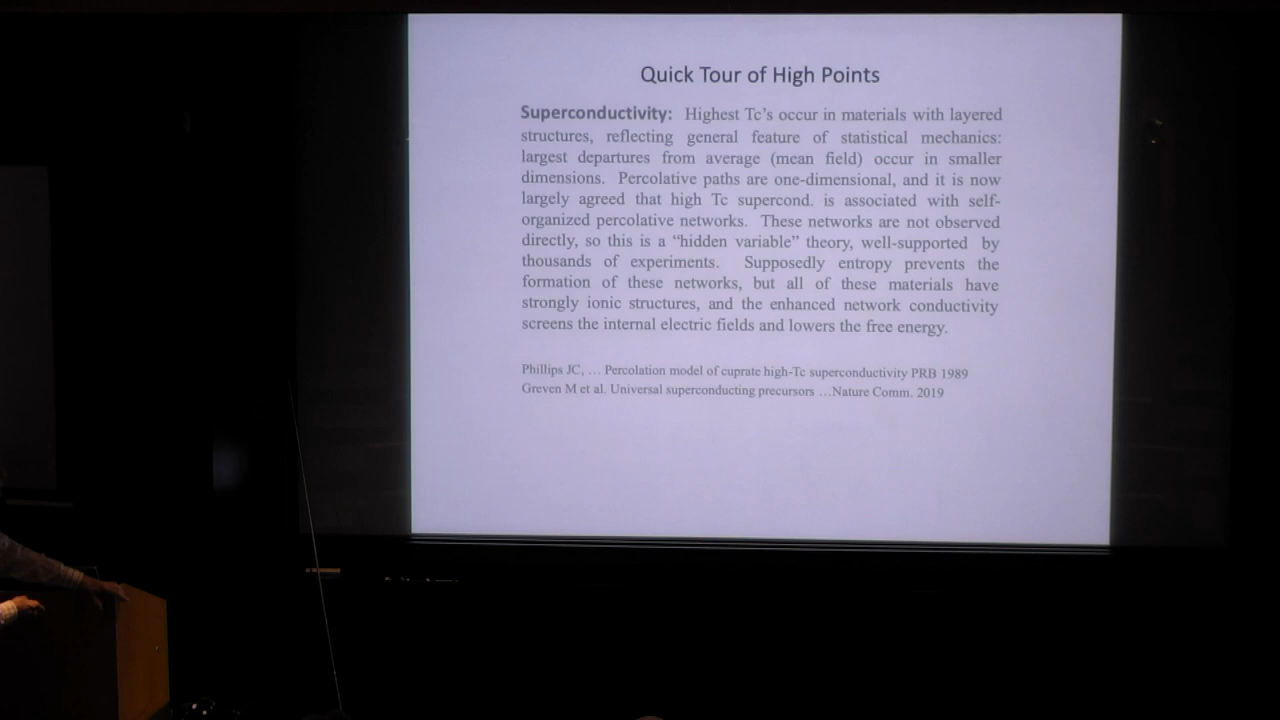 Quick Tour of High Points
Superconductivity: Highest Tc's occur in materials with layered
structures, reflecting general feature of statistical mechanics:
largest departures from average (mean field) occur in smaller
dimensions. Percolative paths are one-dimensional, and it is now
largely agreed that high Tc supercond. is associated with self-
organized percolative networks. These networks are not observed
directly, so this is a “hidden variable” theory, well-supported by
thousands of experiments. Supposedly entropy prevents the
formation of these networks, but all of these materials have
strongly ionic structures, and the enhanced network conductivity
screens the internal electric fields and lowers the free energy.
Phillips JC, … Percolation model of cuprate high-Tc superconductivity PRB 1989
Greven M et al. Universal superconducting precursors …Nature Comm. 2019